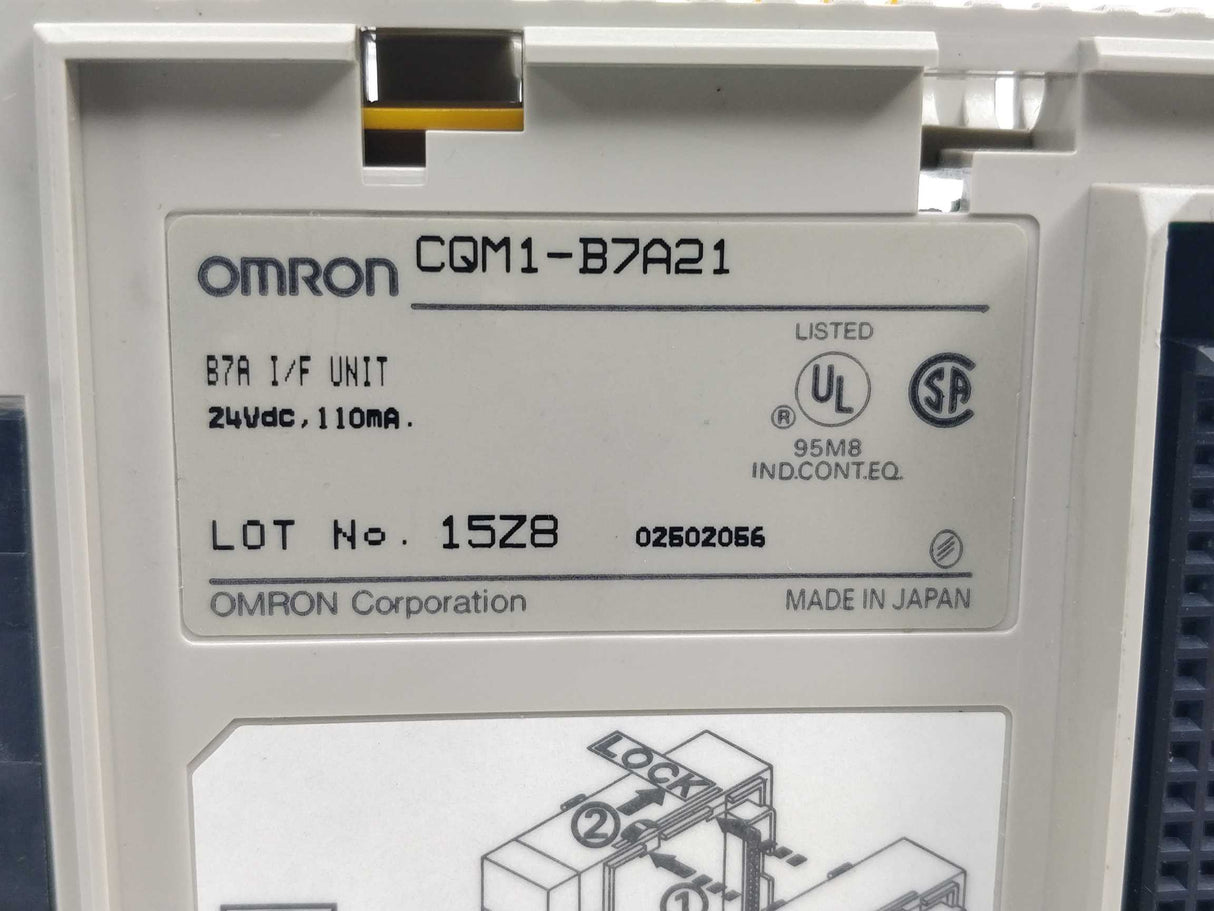 OMRON CQM1-B7A21
LISTED
B7A I/F UNIT
UL
SA
24Vdc, 110mA.
®
95M8
IND.CONT.EQ.
LOT No. 15Z8 02502056
OMRON Corporation MADE IN JAPAN
LOCK
2
1